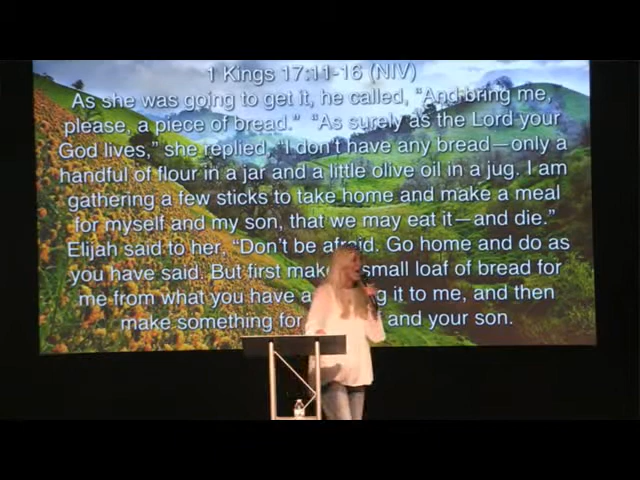 1 Kings 17:11-16 (NIV)
As she was going to get it, he called, “And bring me,
please, a piece of bread.” “As surely as the Lord your
God lives,” she replied, “I don’t have any bread—only a
handful of flour in a jar and a little olive oil in a jug. I am
gathering a few sticks to take home and make a meal
for myself and my son, that we may eat it—and die.”
Elijah said to her, “Don’t be afraid. Go home and do as
you have said. But first make small loaf of bread for
me from what you have it to me, and then
make something for and your son.